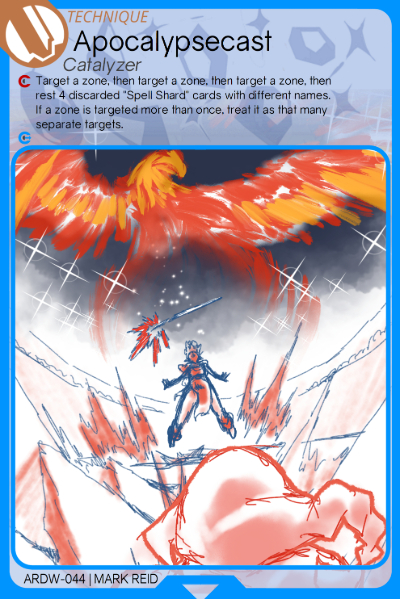 TECHNIQUE
Apocalypsecast
Catalyzer
C Target a zone, then target a zone, then target a zone, then
rest 4 discarded "Spell Shard" cards with different names.
If a zone is targeted more than once, treat it as that many
separate targets.
C
ARDW-044 | MARK REID